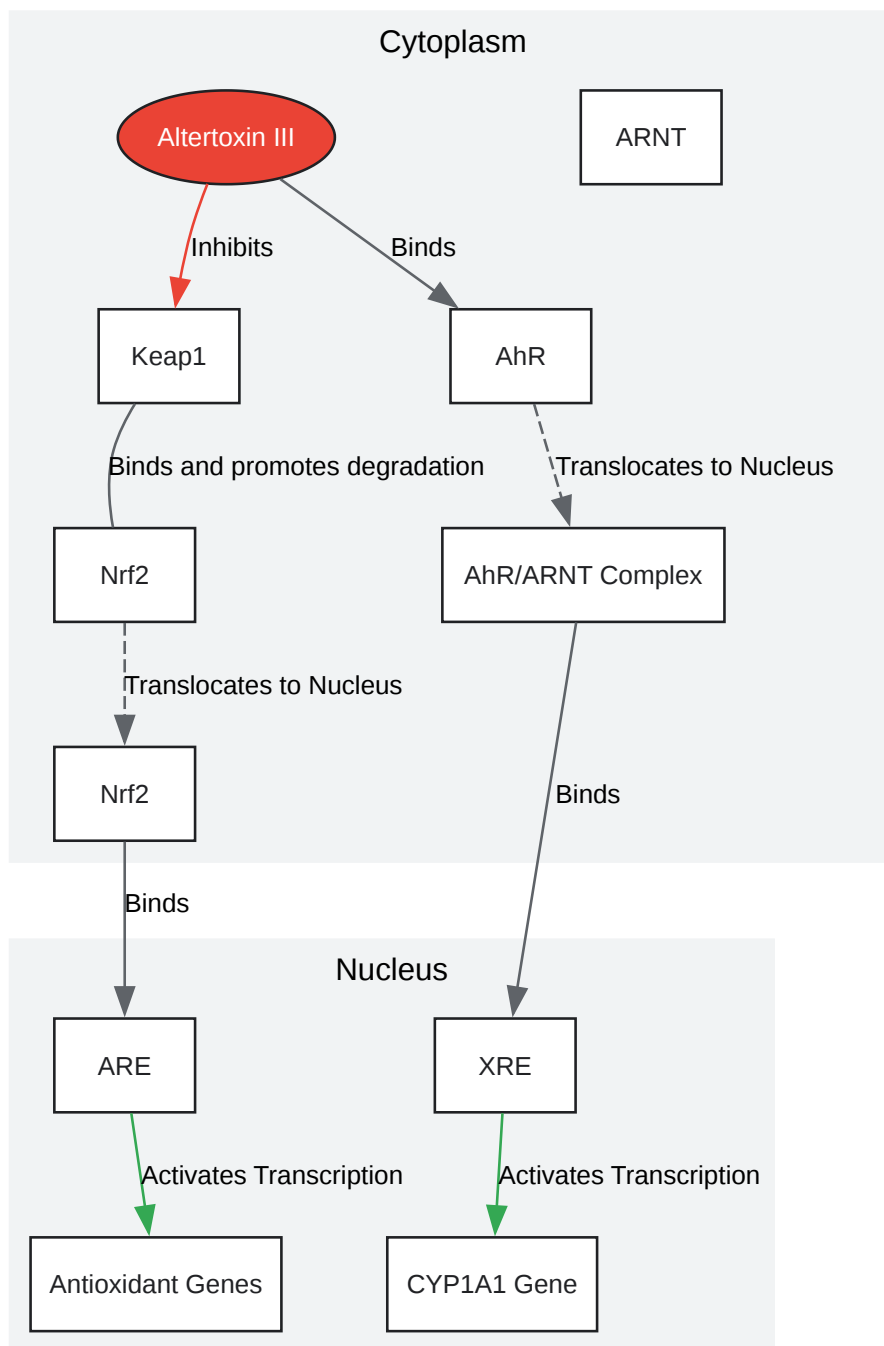 Cytoplasm
Altertoxin III
ARNT
Inhibits
Binds
Keap1
AhR
Binds and promotes degradation
Translocates to Nucleus
Nrf2
AhR/ARNT Complex
Translocates to Nucleus
Nrf2
Binds
Binds
Nucleus
ARE
XRE
Activates Transcription
Activates Transcription
Antioxidant Genes
CYP1A1 Gene